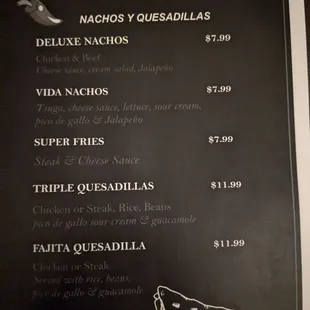 NACHOS Y QUESADILLAS
DELUXE NACHOS $7.99
Chicken & Beef
Cheese sauce, cream salad, Jalapeño
VIDA NACHOS $7.99
Tinga, cheese sauce, lettuce, sour cream,
pico de gallo & Jalapeño
SUPER FRIES $7.99
Steak & Cheese Sauce
TRIPLE QUESADILLAS $11.99
Chicken or Steak, Rice, Beans
pico de gallo sour cream & guacamole
FAJITA QUESADILLA $11.99
Chicken or Steak
Served with rice, beans,
pico de gallo & guacamole